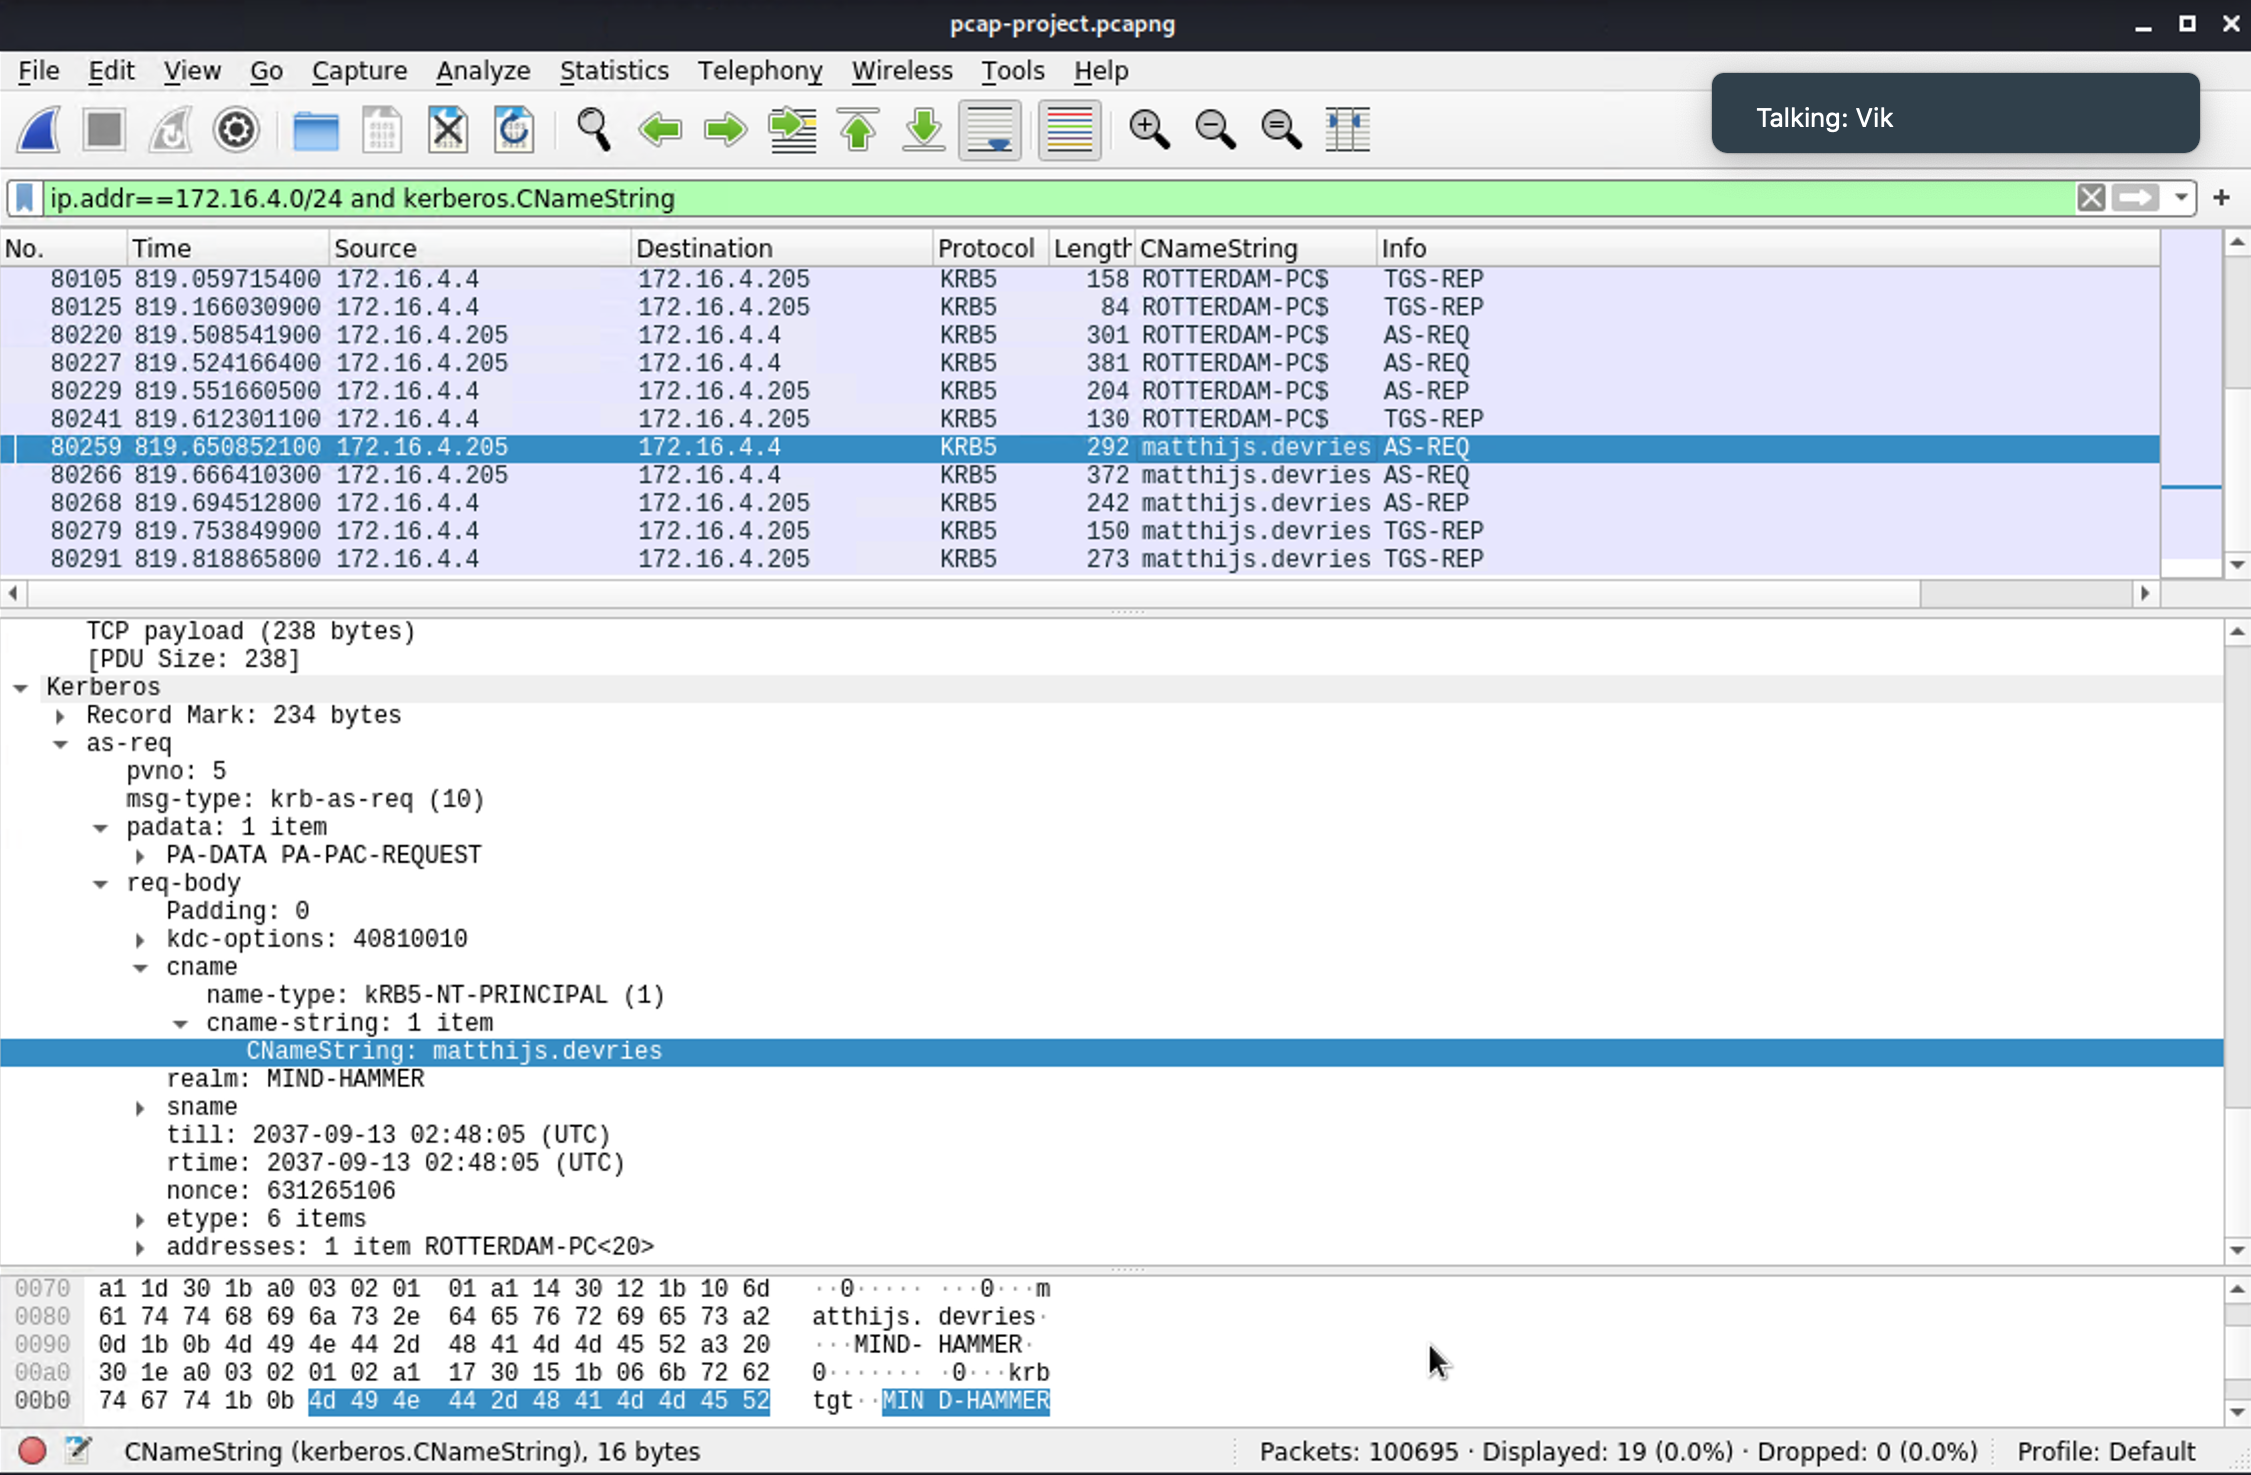 pcap-project.pcapng
File Edit View Go Capture Analyze Statistics Telephony Wireless Tools Help
Talking: Vik
ip.addr==172.16.4.0/24 and kerberos.CNameString
No. Time Source Destination Protocol Length CNameString Info
80105 819.059715400 172.16.4.4 172.16.4.205 KRB5 158 ROTTERDAM-PC$ TGS-REP
80125 819.166030900 172.16.4.4 172.16.4.205 KRB5 84 ROTTERDAM-PC$ TGS-REP
80220 819.508541900 172.16.4.205 172.16.4.4 KRB5 301 ROTTERDAM-PC$ AS-REQ
80227 819.524166400 172.16.4.205 172.16.4.4 KRB5 381 ROTTERDAM-PC$ AS-REQ
80229 819.551660500 172.16.4.4 172.16.4.205 KRB5 204 ROTTERDAM-PC$ AS-REP
80241 819.612301100 172.16.4.4 172.16.4.205 KRB5 130 ROTTERDAM-PC$ TGS-REP
80259 819.650852100 172.16.4.205 172.16.4.4 KRB5 292 matthijs.devries AS-REQ
80266 819.666410300 172.16.4.205 172.16.4.4 KRB5 372 matthijs.devries AS-REQ
80268 819.694512800 172.16.4.4 172.16.4.205 KRB5 242 matthijs.devries AS-REP
80279 819.753849900 172.16.4.4 172.16.4.205 KRB5 150 matthijs.devries TGS-REP
80291 819.818865800 172.16.4.4 172.16.4.205 KRB5 273 matthijs.devries TGS-REP
TCP payload (238 bytes)
[PDU Size: 238]
Kerberos
Record Mark: 234 bytes
as-req
pvno: 5
msg-type: krb-as-req (10)
padata: 1 item
PA-DATA PA-PAC-REQUEST
req-body
Padding: 0
kdc-options: 40810010
cname
name-type: kRB5-NT-PRINCIPAL (1)
cname-string: 1 item
CNameString: matthijs.devries
realm: MIND-HAMMER
sname
till: 2037-09-13 02:48:05 (UTC)
rtime: 2037-09-13 02:48:05 (UTC)
nonce: 631265106
etype: 6 items
addresses: 1 item ROTTERDAM-PC<20>
0070 a1 1d 30 1b a0 03 02 01 01 a1 14 30 12 1b 10 6d ··0····· ···0···m
0080 61 74 74 68 69 6a 73 2e 64 65 76 72 69 65 73 a2 atthijs. devries·
0090 0d 1b 0b 4d 49 4e 44 2d 48 41 4d 4d 45 52 a3 20 ···MIND- HAMMER· 
00a0 30 1e a0 03 02 01 02 a1 17 30 15 1b 06 6b 72 62 0······· ·0···krb
00b0 74 67 74 1b 0b 4d 49 4e 44 2d 48 41 4d 4d 45 52 tgt··MIN D-HAMMER
CNameString (kerberos.CNameString), 16 bytes Packets: 100695 · Displayed: 19 (0.0%) · Dropped: 0 (0.0%) Profile: Default